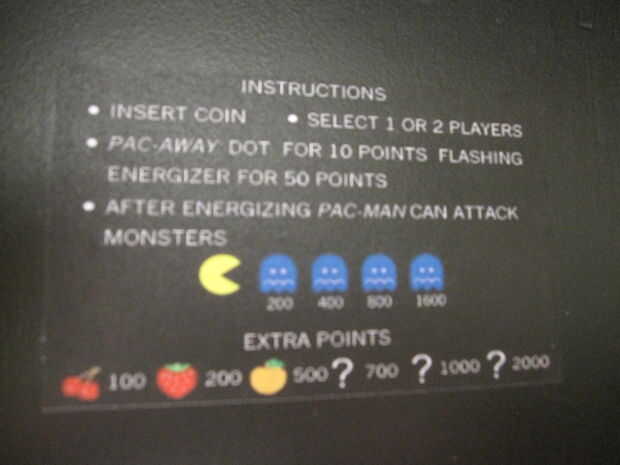 INSTRUCTIONS
• INSERT COIN • SELECT 1 OR 2 PLAYERS
• PAC-AWAY DOT FOR 10 POINTS FLASHING
ENERGIZER FOR 50 POINTS
• AFTER ENERGIZING PAC-MAN CAN ATTACK
MONSTERS
200 400 800 1600
EXTRA POINTS
100 200 500 ? 700 ? 1000 ? 2000